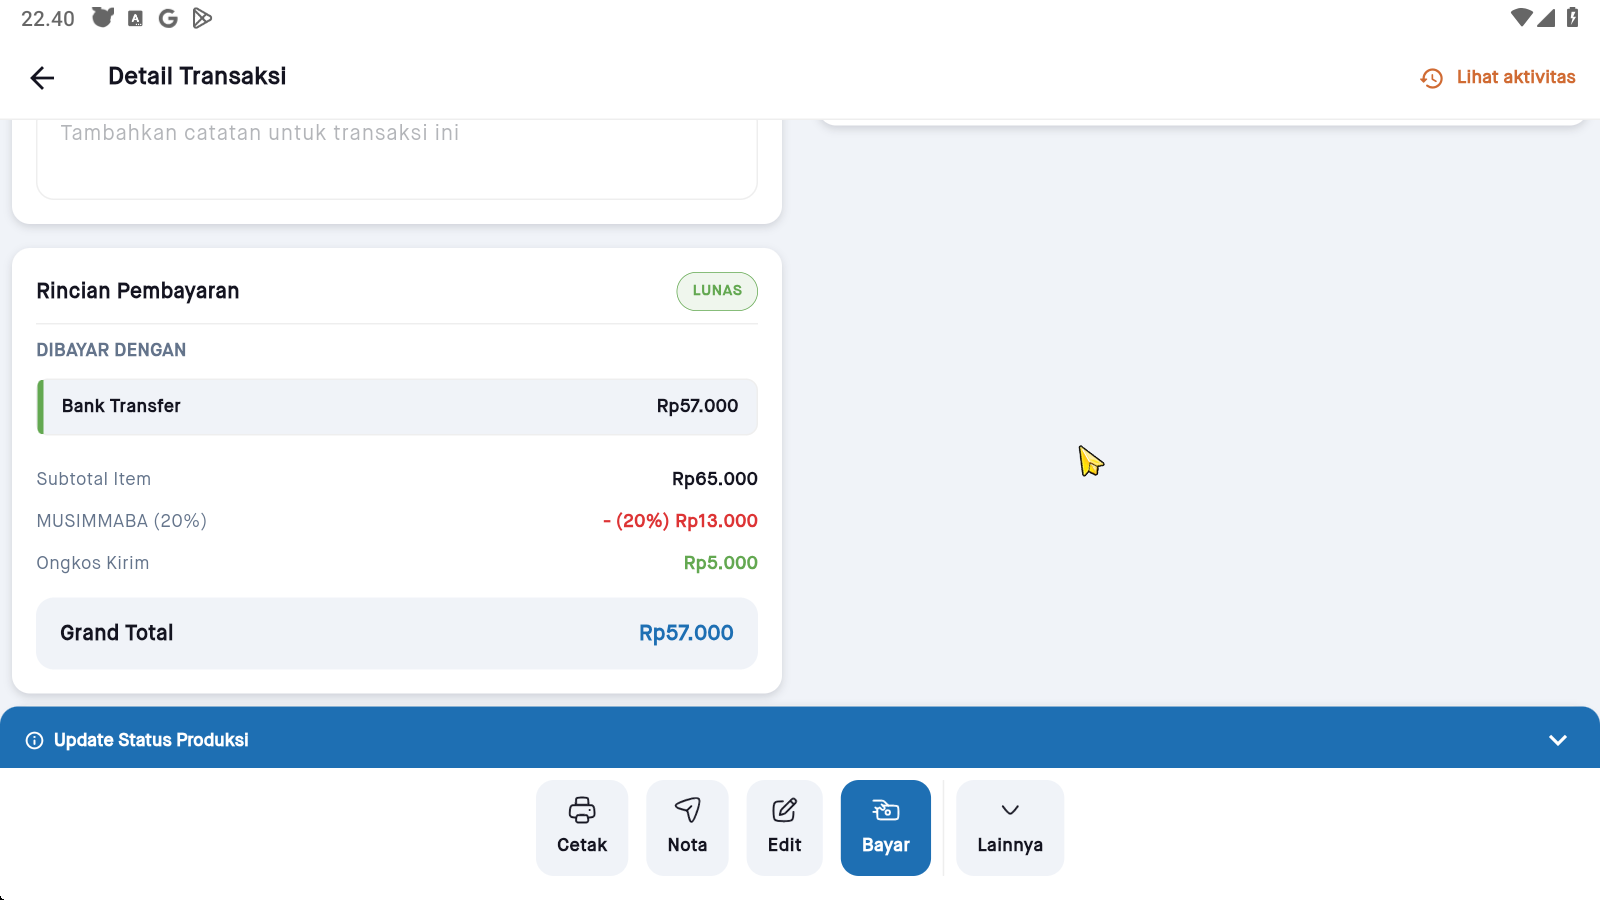 22.40
Detail Transaksi
Lihat aktivitas
Tambahkan catatan untuk transaksi ini
Rincian Pembayaran
LUNAS
DIBAYAR DENGAN
Bank Transfer Rp57.000
Subtotal Item Rp65.000
MUSIMMABA (20%) - (20%) Rp13.000
Ongkos Kirim Rp5.000
Grand Total Rp57.000
Update Status Produksi
Cetak
Nota
Edit
Bayar
Lainnya